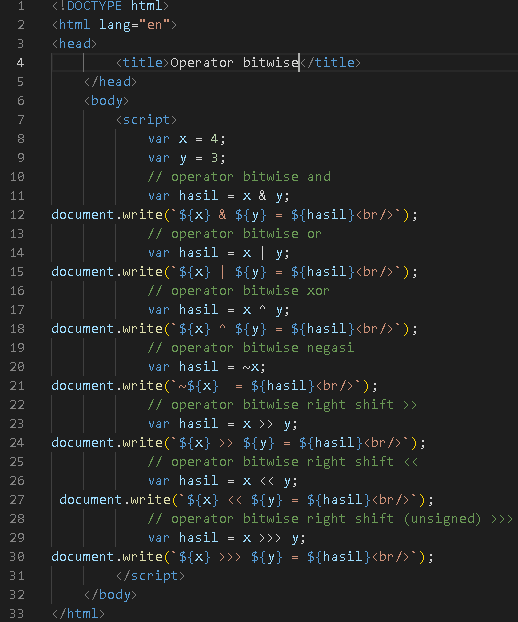 1 <!DOCTYPE html>
2 <html lang="en">
3 <head>
4 <title>Operator bitwise</title>
5 </head>
6 <body>
7 <script>
8 var x = 4;
9 var y = 3;
10 // operator bitwise and
11 var hasil = x & y;
12 document.write(`${x} & ${y} = ${hasil}<br/>`);
13 // operator bitwise or
14 var hasil = x | y;
15 document.write(`${x} | ${y} = ${hasil}<br/>`);
16 // operator bitwise xor
17 var hasil = x ^ y;
18 document.write(`${x} ^ ${y} = ${hasil}<br/>`);
19 // operator bitwise negasi
20 var hasil = ~x;
21 document.write(`~${x}  = ${hasil}<br/>`);
22 // operator bitwise right shift >>
23 var hasil = x >> y;
24 document.write(`${x} >> ${y} = ${hasil}<br/>`);
25 // operator bitwise right shift <<
26 var hasil = x << y;
27 document.write(`${x} << ${y} = ${hasil}<br/>`);
28 // operator bitwise right shift (unsigned) >>>
29 var hasil = x >>> y;
30 document.write(`${x} >>> ${y} = ${hasil}<br/>`);
31 </script>
32 </body>
33 </html>